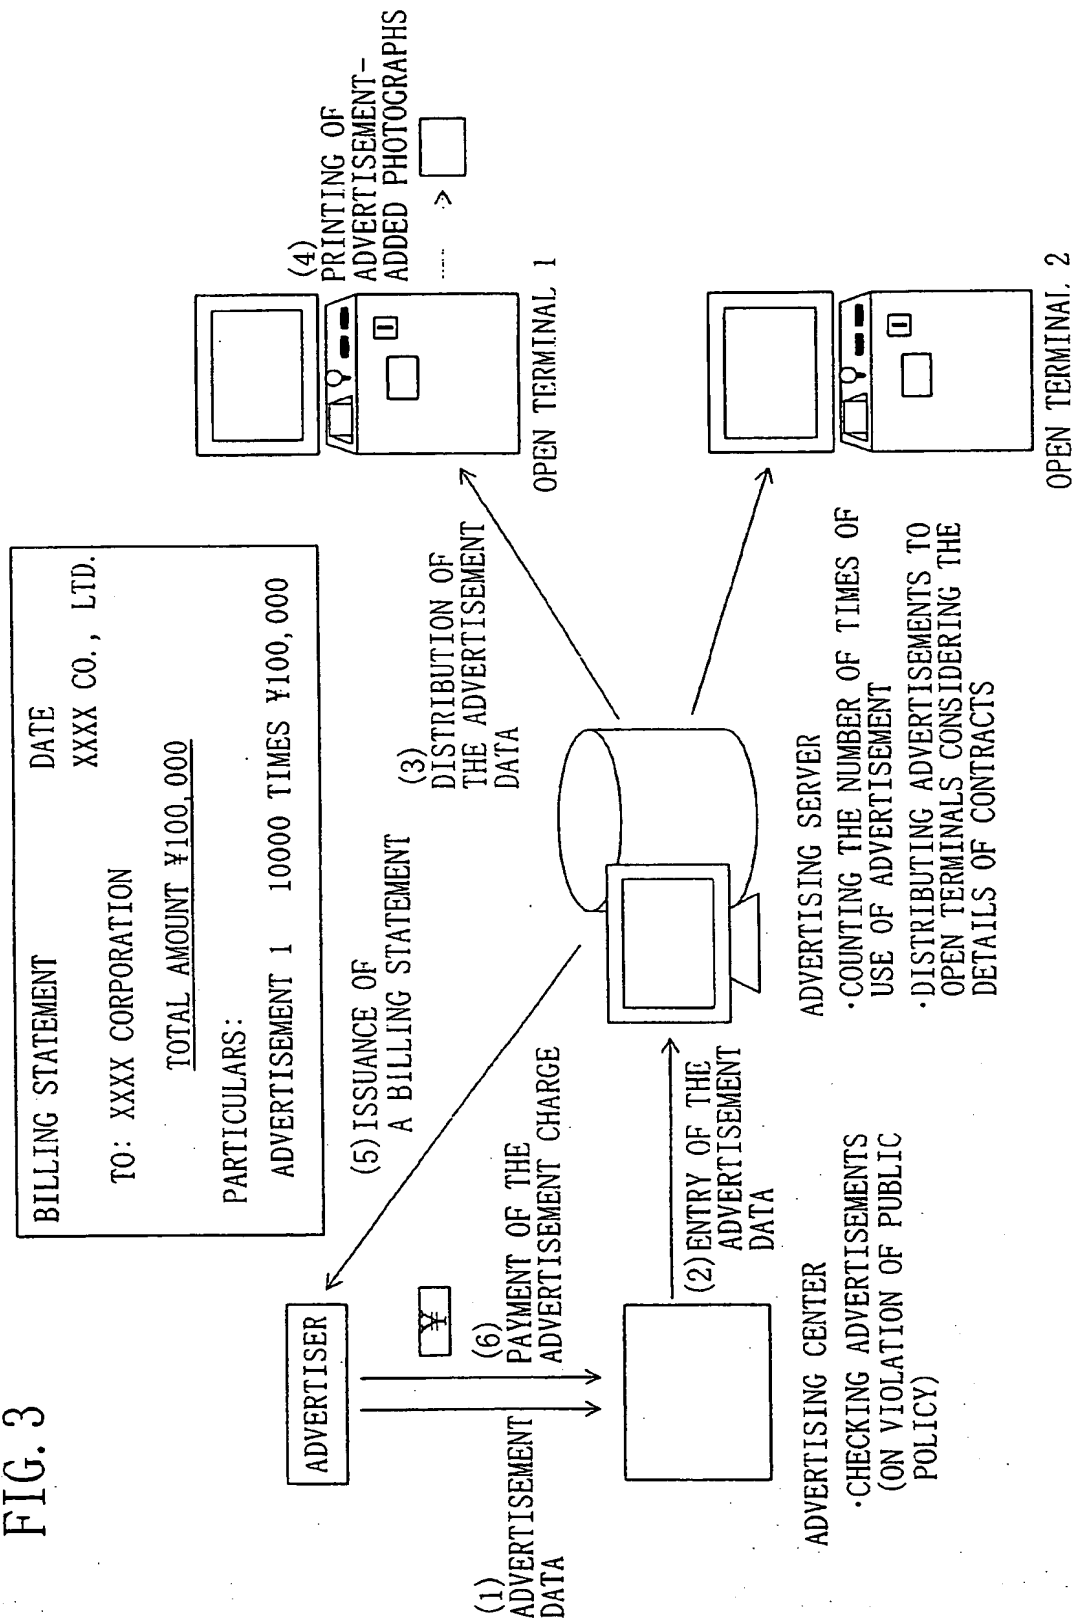 FIG. 3
BILLING STATEMENT
DATE
XXXX CO., LTD.
TO: XXXX CORPORATION
TOTAL AMOUNT ¥100,000
PARTICULARS:
ADVERTISEMENT 1 10000 TIMES ¥100,000
ADVERTISER
(1)
ADVERTISEMENT
DATA
¥
(6)
PAYMENT OF THE
ADVERTISEMENT CHARGE
(5) ISSUANCE OF
A BILLING STATEMENT
(2) ENTRY OF THE
ADVERTISEMENT
DATA
ADVERTISING CENTER
·CHECKING ADVERTISEMENTS
(ON VIOLATION OF PUBLIC
POLICY)
(3)
DISTRIBUTION OF
THE ADVERTISEMENT
DATA
ADVERTISING SERVER
·COUNTING THE NUMBER OF TIMES OF
USE OF ADVERTISEMENT
·DISTRIBUTING ADVERTISEMENTS TO
OPEN TERMINALS CONSIDERING THE
DETAILS OF CONTRACTS
(4)
PRINTING OF
ADVERTISEMENT-
ADDED PHOTOGRAPHS
OPEN TERMINAL 1
OPEN TERMINAL 2